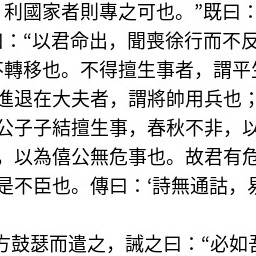 利國家者則專之可也。”既曰：
曰：“以君命出，聞喪徐行而不反
不轉移也。不得擅生事者，謂平生
進退在大夫者，謂將帥用兵也；
公子子結擅生事，春秋不非，以
，以為僖公無危事也。故君有危
是不臣也。傳曰：‘詩無通詁，易
方鼓瑟而遣之，誡之曰：“必如吾